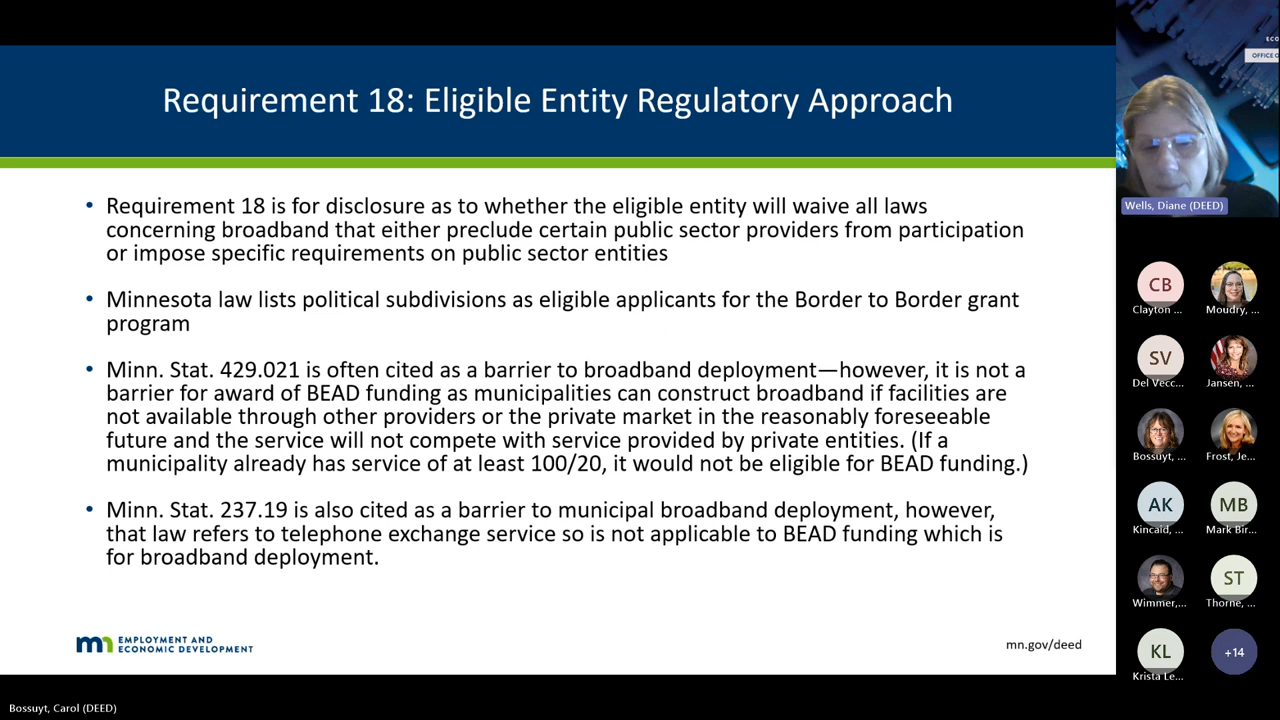 Requirement 18: Eligible Entity Regulatory Approach
• Requirement 18 is for disclosure as to whether the eligible entity will waive all laws
concerning broadband that either preclude certain public sector providers from participation
or impose specific requirements on public sector entities
• Minnesota law lists political subdivisions as eligible applicants for the Border to Border grant
program
• Minn. Stat. 429.021 is often cited as a barrier to broadband deployment—however, it is not a
barrier for award of BEAD funding as municipalities can construct broadband if facilities are
not available through other providers or the private market in the reasonably foreseeable
future and the service will not compete with service provided by private entities. (If a
municipality already has service of at least 100/20, it would not be eligible for BEAD funding.)
• Minn. Stat. 237.19 is also cited as a barrier to municipal broadband deployment, however,
that law refers to telephone exchange service so is not applicable to BEAD funding which is
for broadband deployment.
mn EMPLOYMENT AND
ECONOMIC DEVELOPMENT
mn.gov/deed
Bossuyt, Carol (DEED)
ECO
OFFICE O
Wells, Diane (DEED)
CB
Clayton ...
Moudry, ...
SV
Del Vecc...
Jansen, ...
Bossuyt, ...
Frost, Je...
AK
Kincaid, ...
MB
Mark Bir...
Wimmer,...
ST
Thorne, ...
KL
Krista Le...
+14